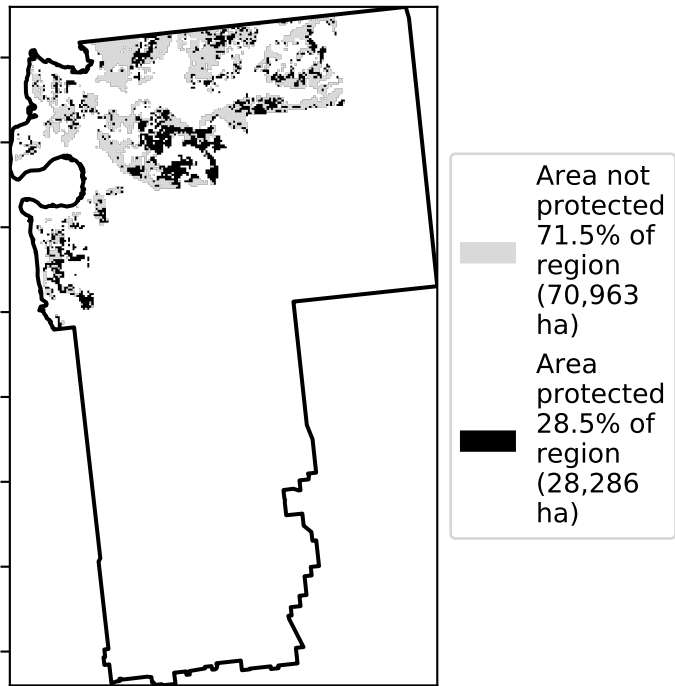 Area not
protected
71.5% of
region
(70,963
ha)
Area
protected
28.5% of
region
(28,286
ha)